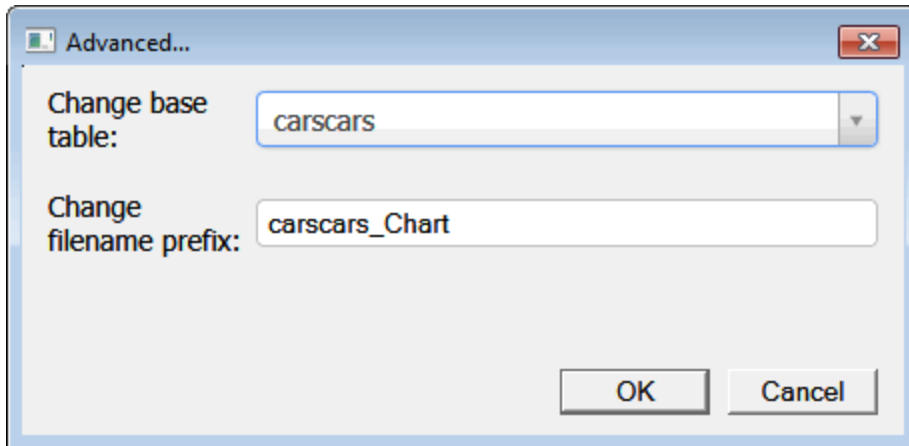 Advanced...
Change base
table:
carscars
Change
filename prefix:
carscars_Chart
OK
Cancel